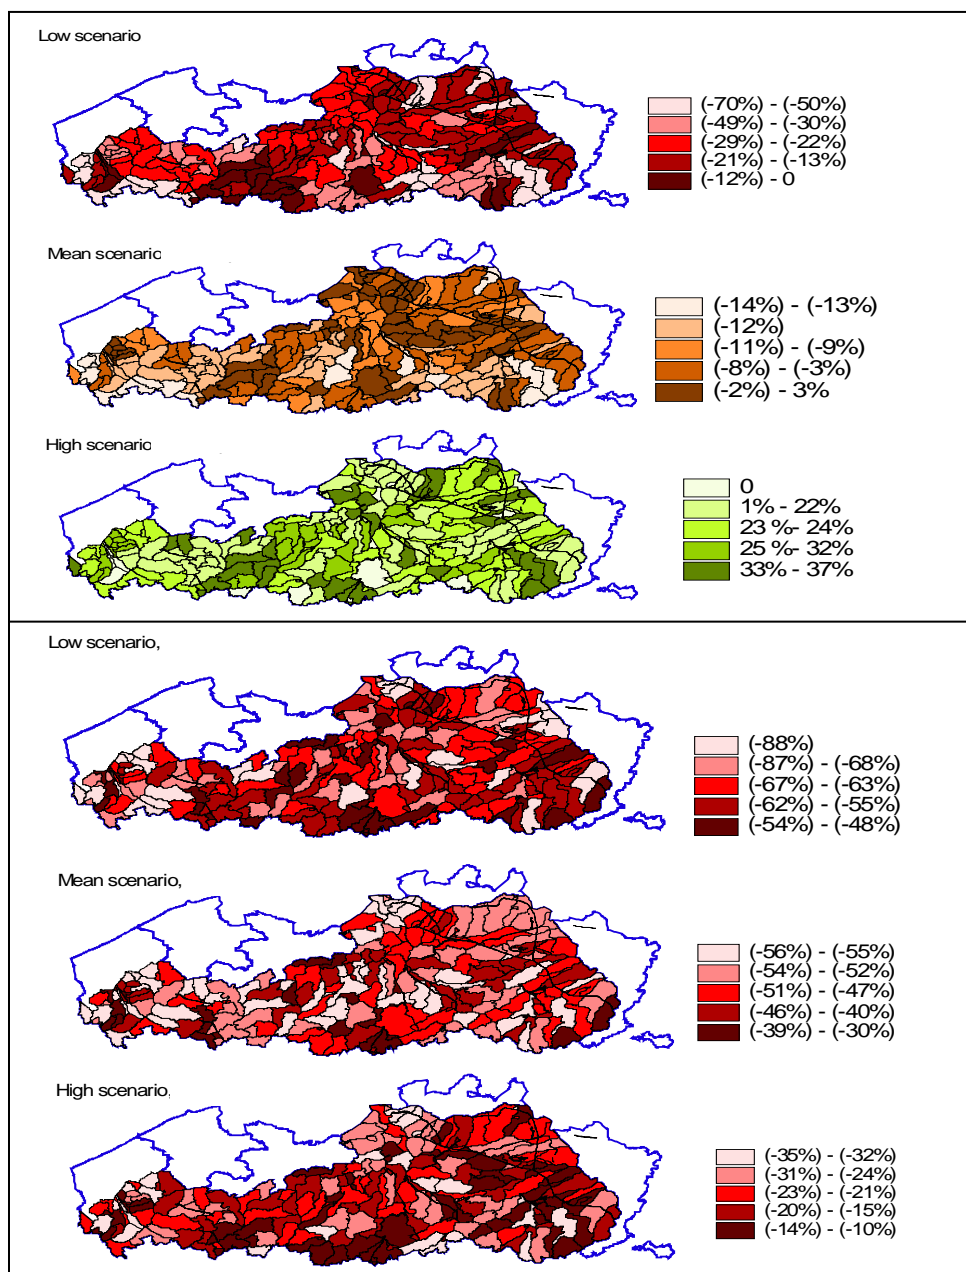 Low scenario
(-70%) - (-50%)
(-49%) - (-30%)
(-29%) - (-22%)
(-21%) - (-13%)
(-12%) - 0
Mean scenario
(-14%) - (-13%)
(-12%)
(-11%) - (-9%)
(-8%) - (-3%)
(-2%) - 3%
High scenario
0
1% - 22%
23 %- 24%
25 %- 32%
33% - 37%
Low scenario,
(-88%)
(-87%) - (-68%)
(-67%) - (-63%)
(-62%) - (-55%)
(-54%) - (-48%)
Mean scenario,
(-56%) - (-55%)
(-54%) - (-52%)
(-51%) - (-47%)
(-46%) - (-40%)
(-39%) - (-30%)
High scenario,
(-35%) - (-32%)
(-31%) - (-24%)
(-23%) - (-21%)
(-20%) - (-15%)
(-14%) - (-10%)